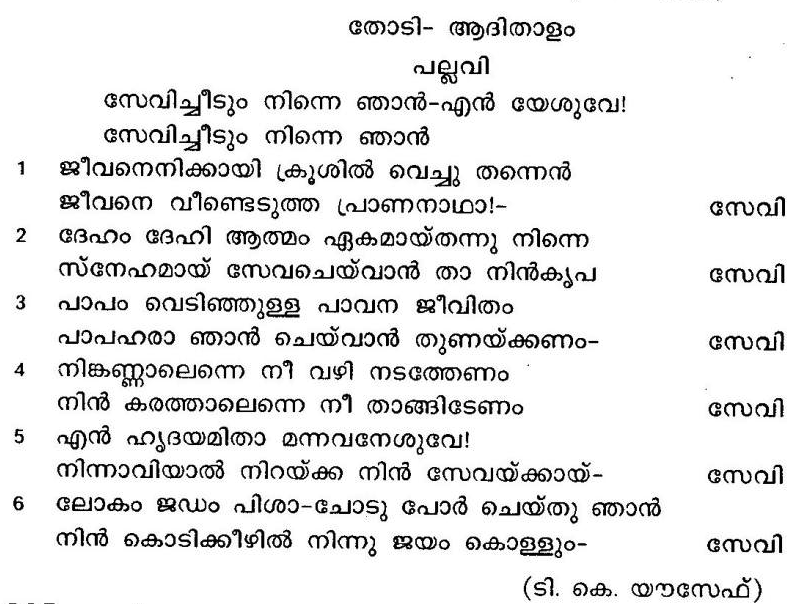 തോടി- ആദിതാളം
പല്ലവി
സേവിച്ചീടും നിന്നെ ഞാൻ-എൻ യേശുവേ!
സേവിച്ചീടും നിന്നെ ഞാൻ
1 ജീവനെനിക്കായി ക്രൂശിൽ വെച്ചു തന്നെൻ
ജീവനെ വീണ്ടെടുത്ത പ്രാണനാഥാ!- സേവി
2 ദേഹം ദേഹി ആത്മം ഏകമായ്തന്നു നിന്നെ
സ്നേഹമായ് സേവചെയ്‌വാൻ താ നിൻകൃപ സേവി
3 പാപം വെടിഞ്ഞുള്ള പാവന ജീവിതം
പാപഹരാ ഞാൻ ചെയ്‌വാൻ തുണയ്ക്കണം- സേവി
4 നിങ്കണ്ണാലെന്നെ നീ വഴി നടത്തേണം
നിൻ കരത്താലെന്നെ നീ താങ്ങിടേണം സേവി
5 എൻ ഹൃദയമിതാ മന്നവനേശുവേ!
നിന്നാവിയാൽ നിറയ്ക്ക നിൻ സേവയ്ക്കായ്- സേവി
6 ലോകം ജഡം പിശാ-ചോടു പോർ ചെയ്തു ഞാൻ
നിൻ കൊടിക്കീഴിൽ നിന്നു ജയം കൊള്ളും- സേവി
(ടി. കെ. യൗസേഫ്)